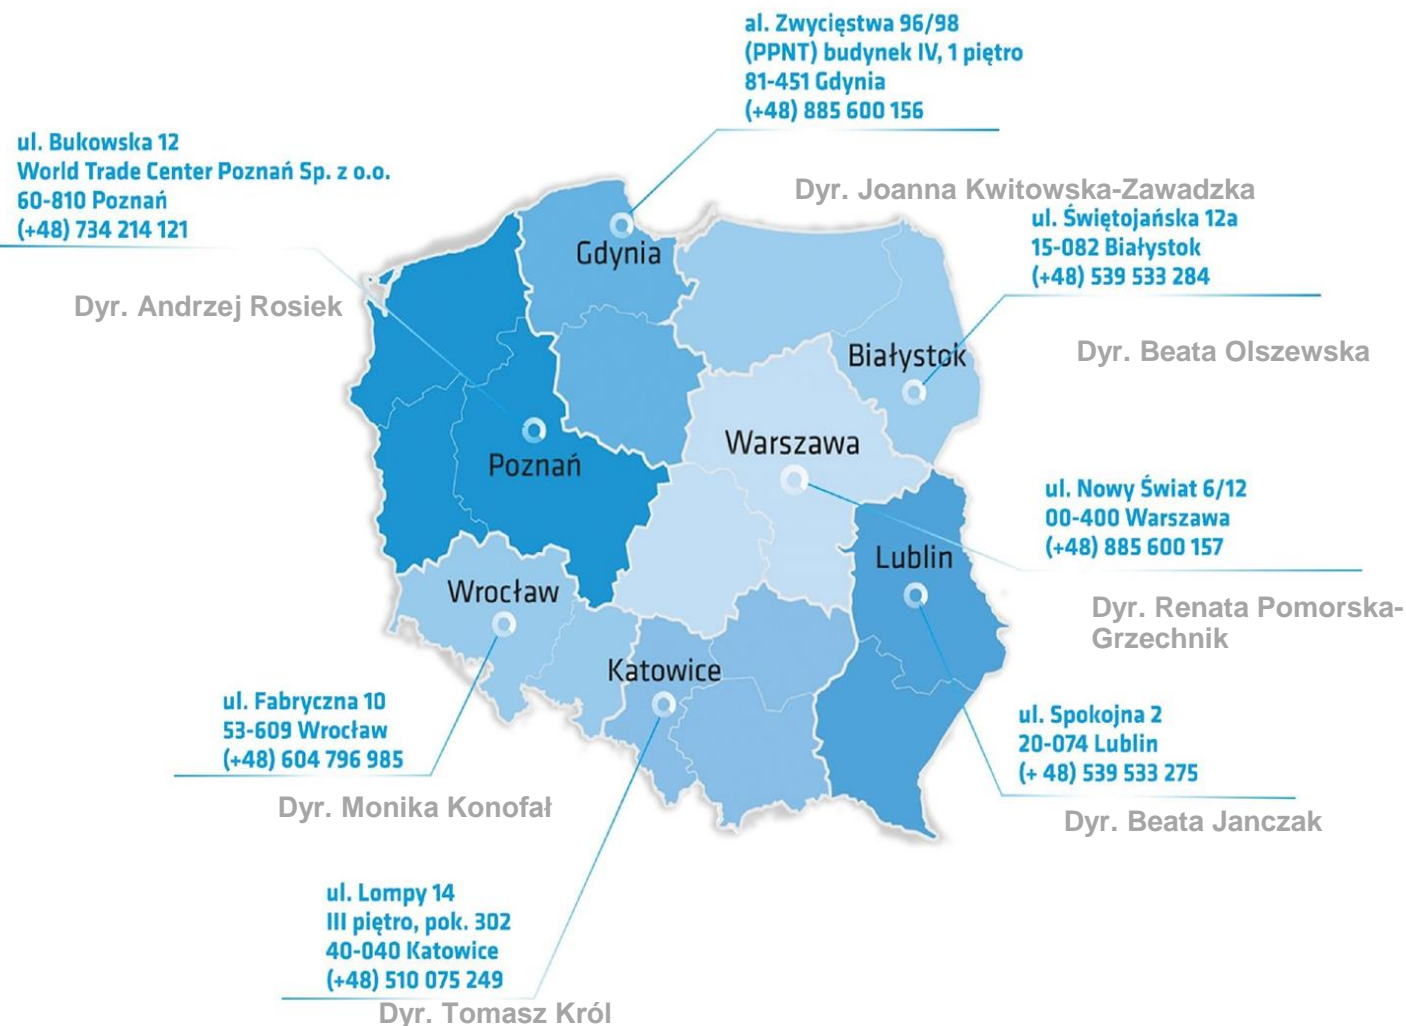 al. Zwycięstwa 96/98
(PPNT) budynek IV, 1 piętro
81-451 Gdynia
(+48) 885 600 156
ul. Bukowska 12
World Trade Center Poznań Sp. z o.o.
60-810 Poznań
(+48) 734 214 121
Dyr. Joanna Kwitowska-Zawadzka
ul. Świętojańska 12a
15-082 Białystok
(+48) 539 533 284
Gdynia
Dyr. Andrzej Rosiek
Białystok
Dyr. Beata Olszewska
Warszawa
Poznań
ul. Nowy Świat 6/12
00-400 Warszawa
(+48) 885 600 157
Lublin
Wrocław
Dyr. Renata Pomorska-
Grzechnik
Katowice
ul. Fabryczna 10
53-609 Wrocław
(+48) 604 796 985
ul. Spokojna 2
20-074 Lublin
(+ 48) 539 533 275
Dyr. Monika Konofał
Dyr. Beata Janczak
ul. Lompy 14
III piętro, pok. 302
40-040 Katowice
(+48) 510 075 249
Dyr. Tomasz Król